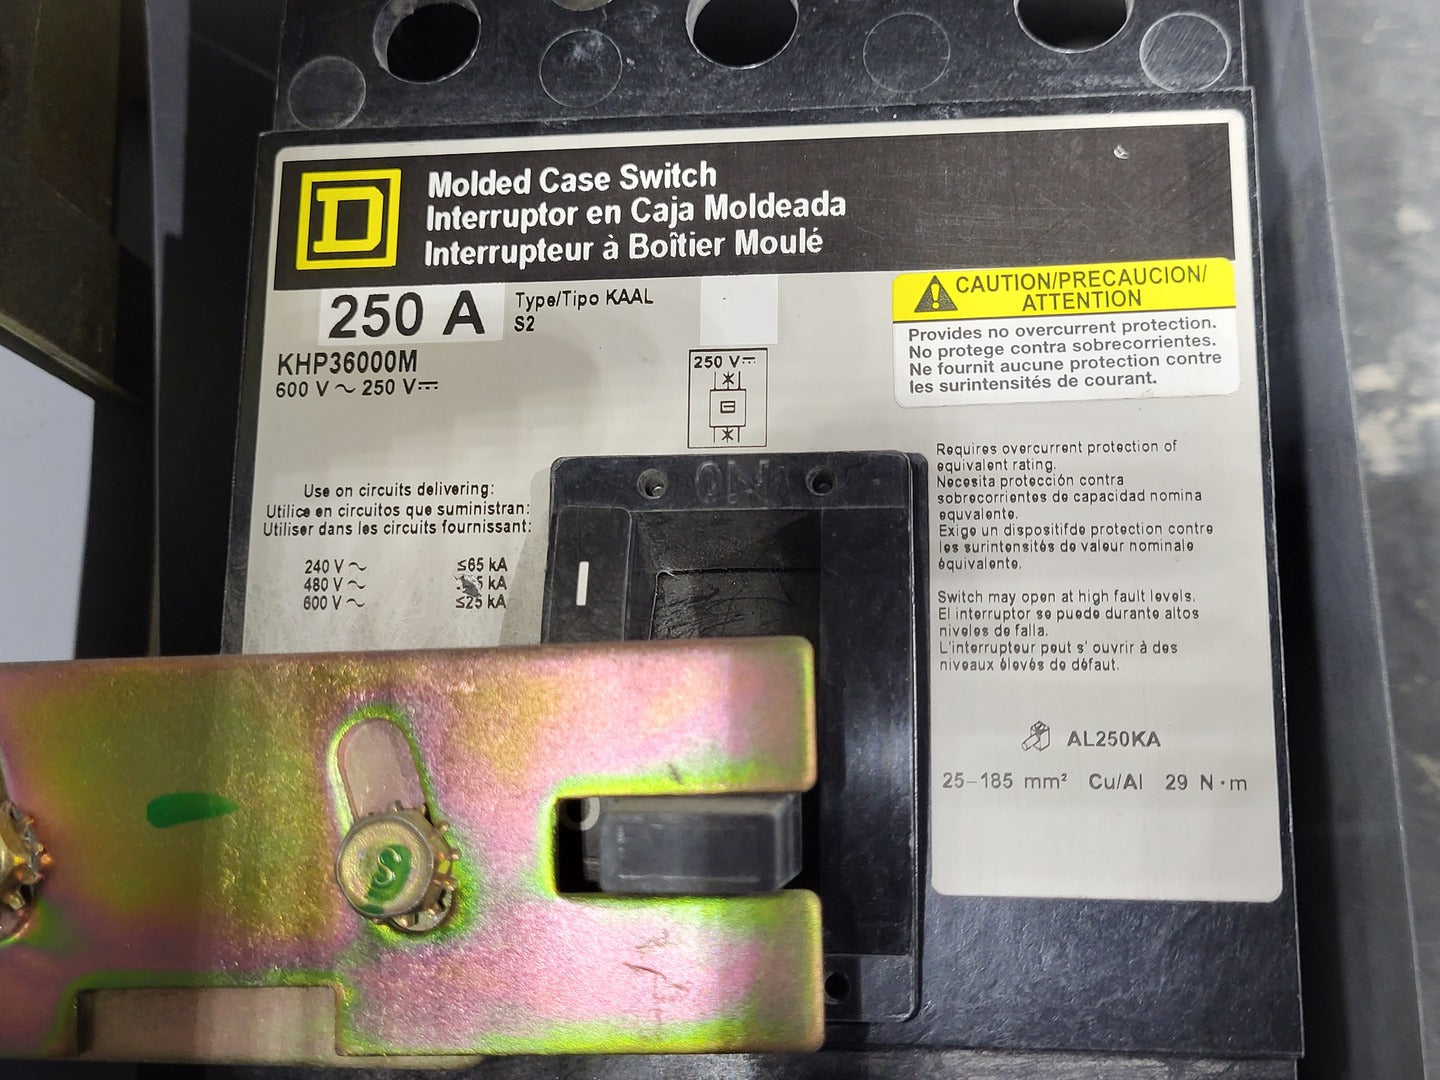 D
Molded Case Switch
Interruptor en Caja Moldeada
Interrupteur à Boîtier Moulé
250 A
Type/Tipo KAAL
S2
KHP36000M
600 V ~ 250 V⎓
250 V⎓
CAUTION/PRECAUCION/
ATTENTION
Provides no overcurrent protection.
No protege contra sobrecorrientes.
Ne fournit aucune protection contre
les surintensités de courant.
Use on circuits delivering:
Utilice en circuitos que suministran:
Utiliser dans les circuits fournissant:
240 V ~ ≤65 kA
480 V ~ kA
600 V ~ ≤25 kA
ON
I
Requires overcurrent protection of
equivalent rating.
Necesita protección contra
sobrecorrientes de capacidad nomina
equvalente.
Exige un dispositifde protection contre
les surintensités de valeur nominale
équivalente.
Switch may open at high fault levels.
El interruptor se puede durante altos
niveles de falla.
L'interrupteur peut s' ouvrir à des
niveaux élevés de défaut.
AL250KA
25–185 mm² Cu/Al 29 N·m
S